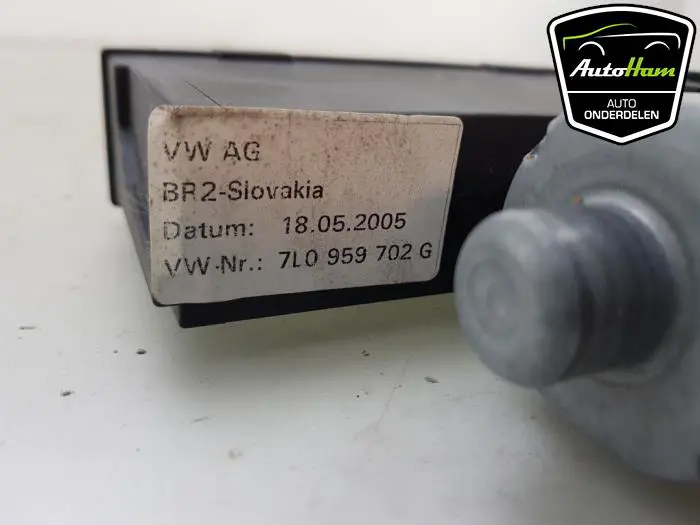 AutoHam
AUTO
ONDERDELEN
VW AG
BR2-Slovakia
Datum: 18.05.2005
VW-Nr.: 7L0 959 702 G